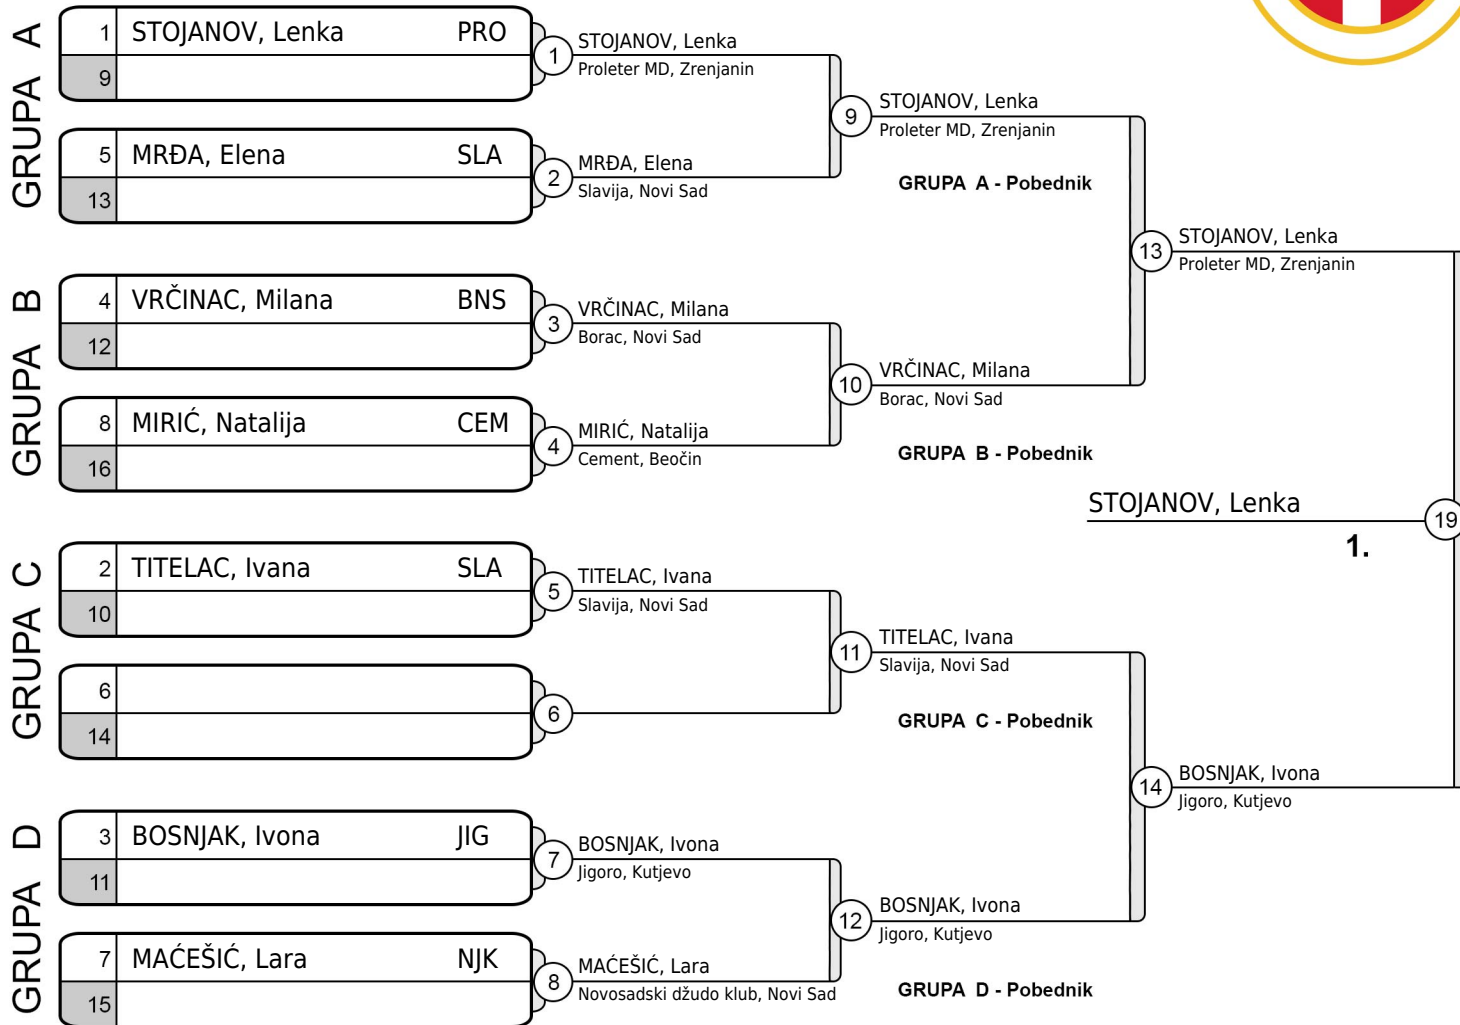 GRUPA A
1 STOJANOV, Lenka PRO
9
5 MRĐA, Elena SLA
13
GRUPA B
4 VRČINAC, Milana BNS
12
8 MIRIĆ, Natalija CEM
16
GRUPA C
2 TITELAC, Ivana SLA
10
6
14
GRUPA D
3 BOSNJAK, Ivona JIG
11
7 MAĆEŠIĆ, Lara NJK
15
1 STOJANOV, Lenka
Proleter MD, Zrenjanin
2 MRĐA, Elena
Slavija, Novi Sad
3 VRČINAC, Milana
Borac, Novi Sad
4 MIRIĆ, Natalija
Cement, Beočin
5 TITELAC, Ivana
Slavija, Novi Sad
6
7 BOSNJAK, Ivona
Jigoro, Kutjevo
8 MAĆEŠIĆ, Lara
Novosadski džudo klub, Novi Sad
9 STOJANOV, Lenka
Proleter MD, Zrenjanin
GRUPA A - Pobednik
10 VRČINAC, Milana
Borac, Novi Sad
GRUPA B - Pobednik
11 TITELAC, Ivana
Slavija, Novi Sad
GRUPA C - Pobednik
12 BOSNJAK, Ivona
Jigoro, Kutjevo
GRUPA D - Pobednik
13 STOJANOV, Lenka
Proleter MD, Zrenjanin
14 BOSNJAK, Ivona
Jigoro, Kutjevo
STOJANOV, Lenka 19
1.